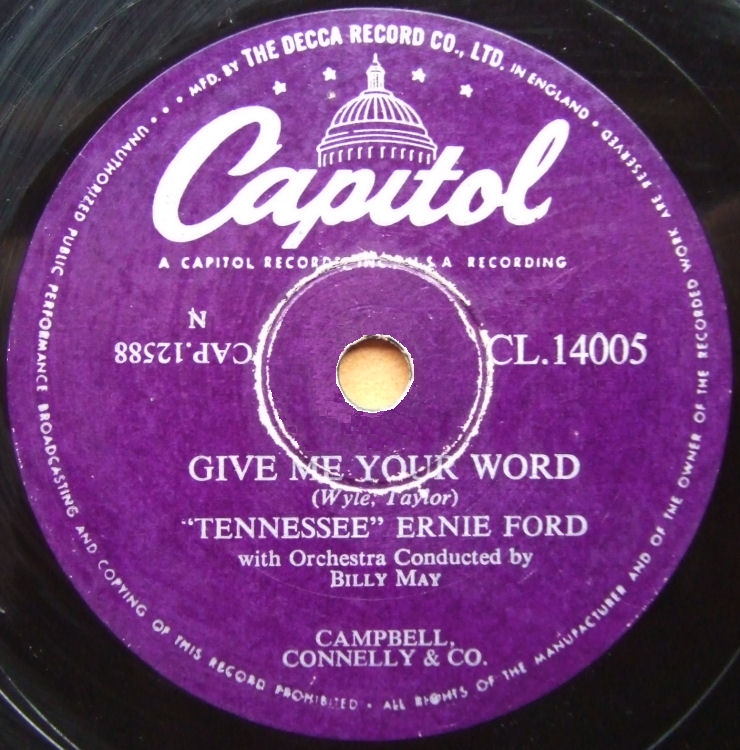 UNAUTHORIZED PUBLIC PERFORMANCE BROADCASTING AND COPYING OF THIS RECORD PROHIBITED • ALL RIGHTS OF THE MANUFACTURER AND OF THE OWNER OF THE RECORDED WORK ARE RESERVED
MFD. BY THE DECCA RECORD CO., LTD. IN ENGLAND
Capitol
A CAPITOL RECORDS INC. U.S.A. RECORDING
N
CAP.12588
CL.14005
GIVE ME YOUR WORD
(Wyle, Taylor)
"TENNESSEE" ERNIE FORD
with Orchestra Conducted by
BILLY MAY
CAMPBELL,
CONNELLY & CO.